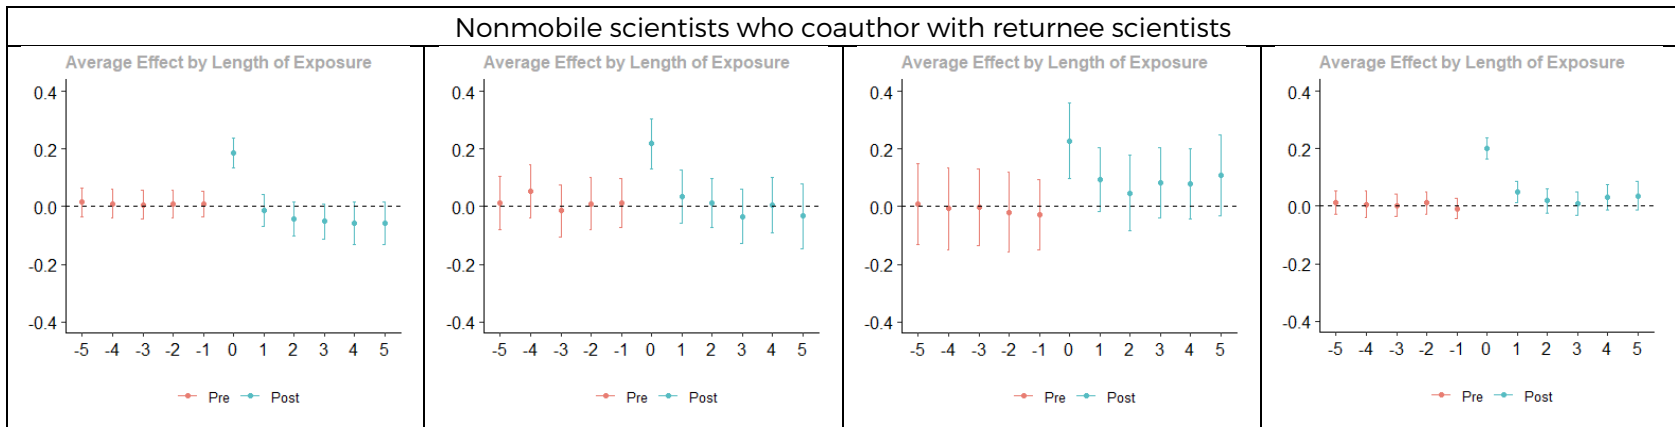 Nonmobile scientists who coauthor with returnee scientists
Average Effect by Length of Exposure
0.4
0.2
0.0
-0.2
-0.4
-5 -4 -3 -2 -1 0 1 2 3 4 5
Pre Post
Average Effect by Length of Exposure
0.4
0.2
0.0
-0.2
-0.4
-5 -4 -3 -2 -1 0 1 2 3 4 5
Pre Post
Average Effect by Length of Exposure
0.4
0.2
0.0
-0.2
-0.4
-5 -4 -3 -2 -1 0 1 2 3 4 5
Pre Post
Average Effect by Length of Exposure
0.4
0.2
0.0
-0.2
-0.4
-5 -4 -3 -2 -1 0 1 2 3 4 5
Pre Post